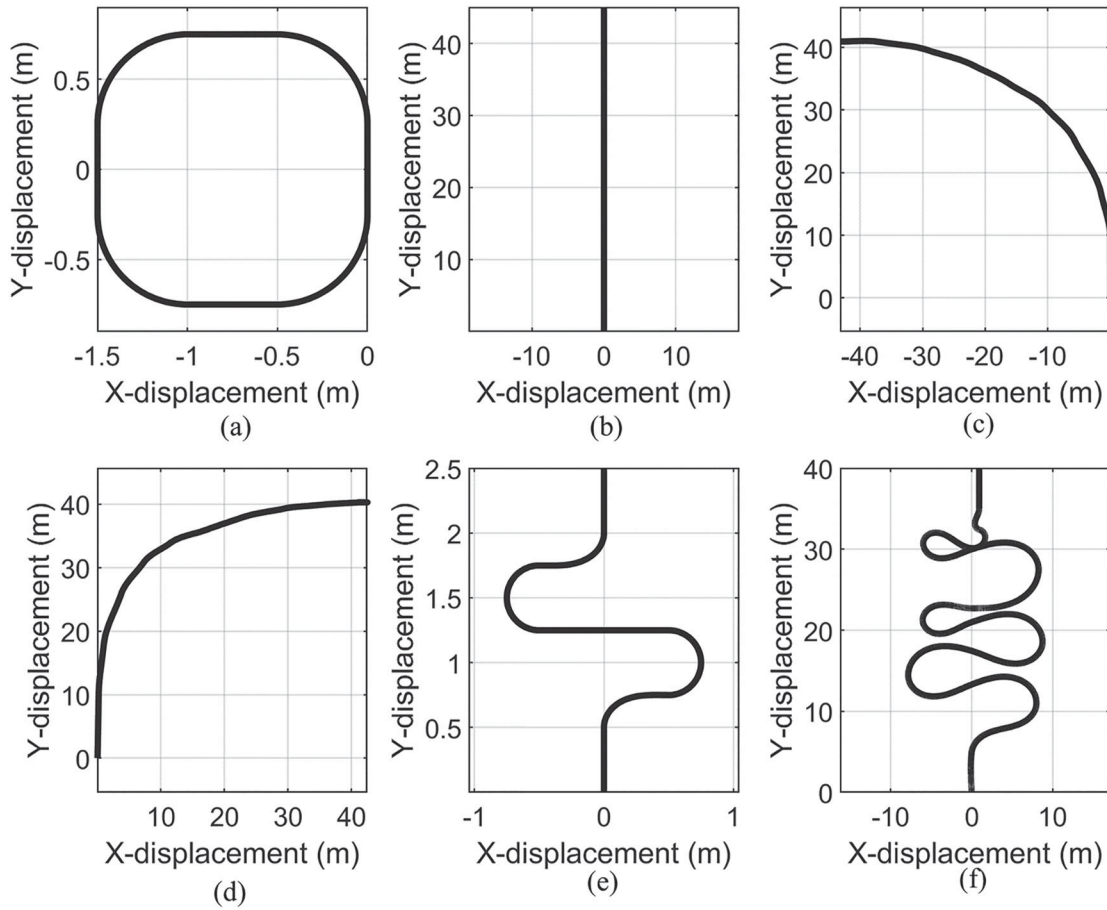 Y-displacement (m)
0.5
0
-0.5
-1.5 -1 -0.5 0
X-displacement (m)
(a)
Y-displacement (m)
40
30
20
10
-10 0 10
X-displacement (m)
(b)
Y-displacement (m)
40
30
20
10
0
-40 -30 -20 -10
X-displacement (m)
(c)
Y-displacement (m)
40
30
20
10
0
10 20 30 40
X-displacement (m)
(d)
Y-displacement (m)
2.5
2
1.5
1
0.5
-1 0 1
X-displacement (m)
(e)
Y-displacement (m)
40
30
20
10
0
-10 0 10
X-displacement (m)
(f)